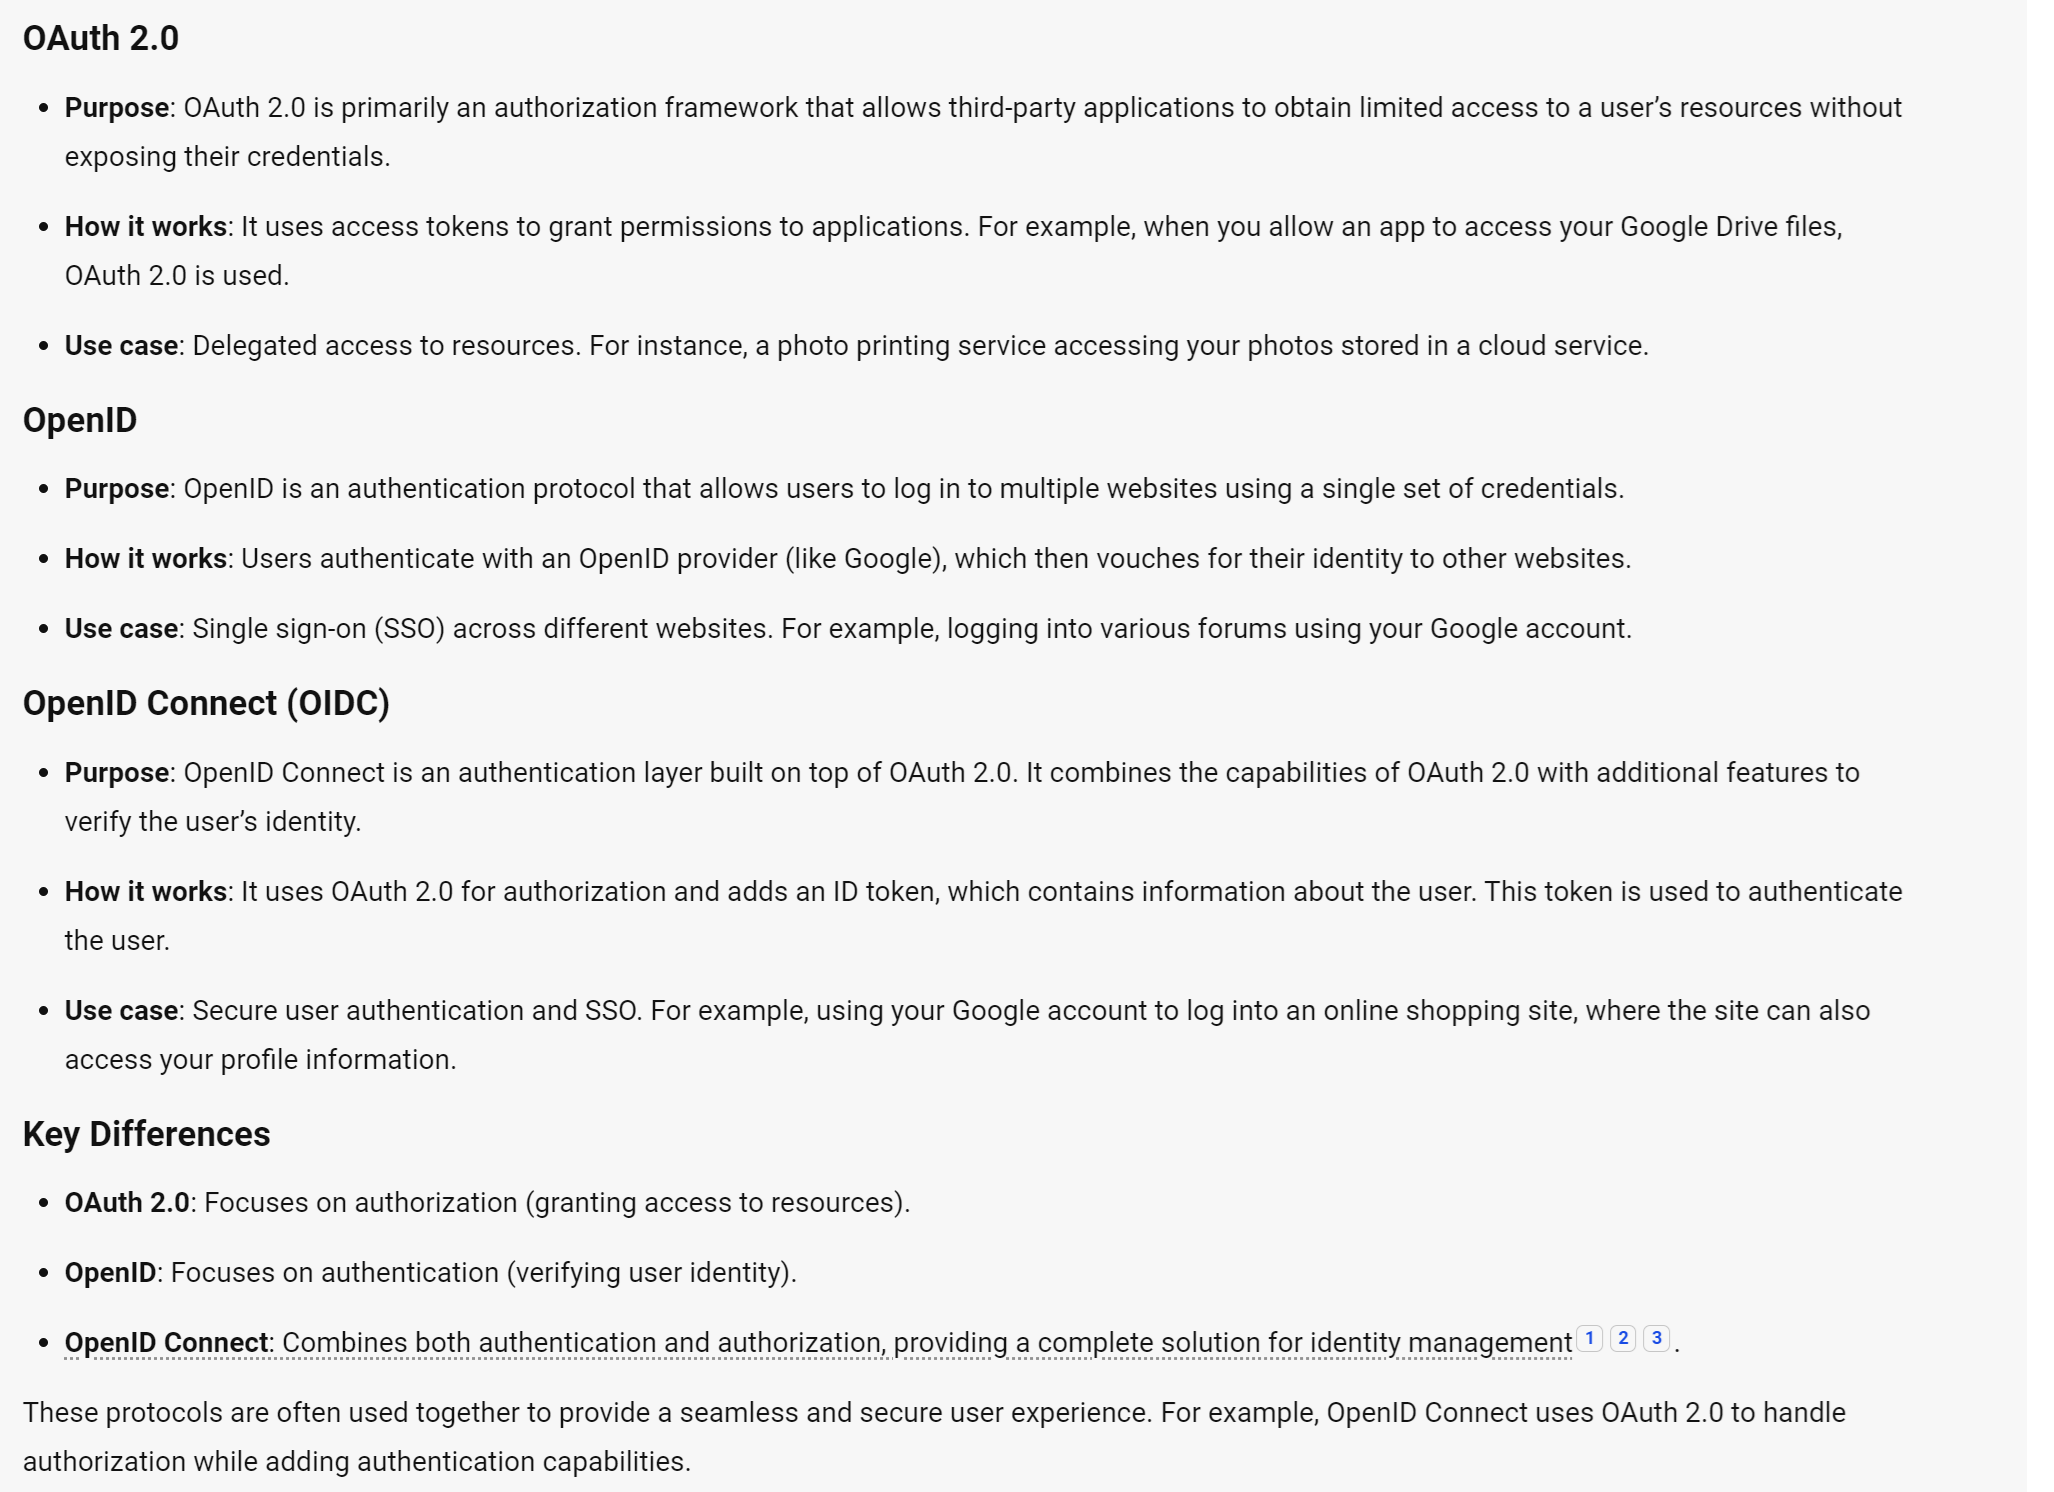 OAuth 2.0
• Purpose: OAuth 2.0 is primarily an authorization framework that allows third-party applications to obtain limited access to a user’s resources without
exposing their credentials.
• How it works: It uses access tokens to grant permissions to applications. For example, when you allow an app to access your Google Drive files,
OAuth 2.0 is used.
• Use case: Delegated access to resources. For instance, a photo printing service accessing your photos stored in a cloud service.
OpenID
• Purpose: OpenID is an authentication protocol that allows users to log in to multiple websites using a single set of credentials.
• How it works: Users authenticate with an OpenID provider (like Google), which then vouches for their identity to other websites.
• Use case: Single sign-on (SSO) across different websites. For example, logging into various forums using your Google account.
OpenID Connect (OIDC)
• Purpose: OpenID Connect is an authentication layer built on top of OAuth 2.0. It combines the capabilities of OAuth 2.0 with additional features to
verify the user’s identity.
• How it works: It uses OAuth 2.0 for authorization and adds an ID token, which contains information about the user. This token is used to authenticate
the user.
• Use case: Secure user authentication and SSO. For example, using your Google account to log into an online shopping site, where the site can also
access your profile information.
Key Differences
• OAuth 2.0: Focuses on authorization (granting access to resources).
• OpenID: Focuses on authentication (verifying user identity).
• OpenID Connect: Combines both authentication and authorization, providing a complete solution for identity management 1 2 3 .
These protocols are often used together to provide a seamless and secure user experience. For example, OpenID Connect uses OAuth 2.0 to handle
authorization while adding authentication capabilities.